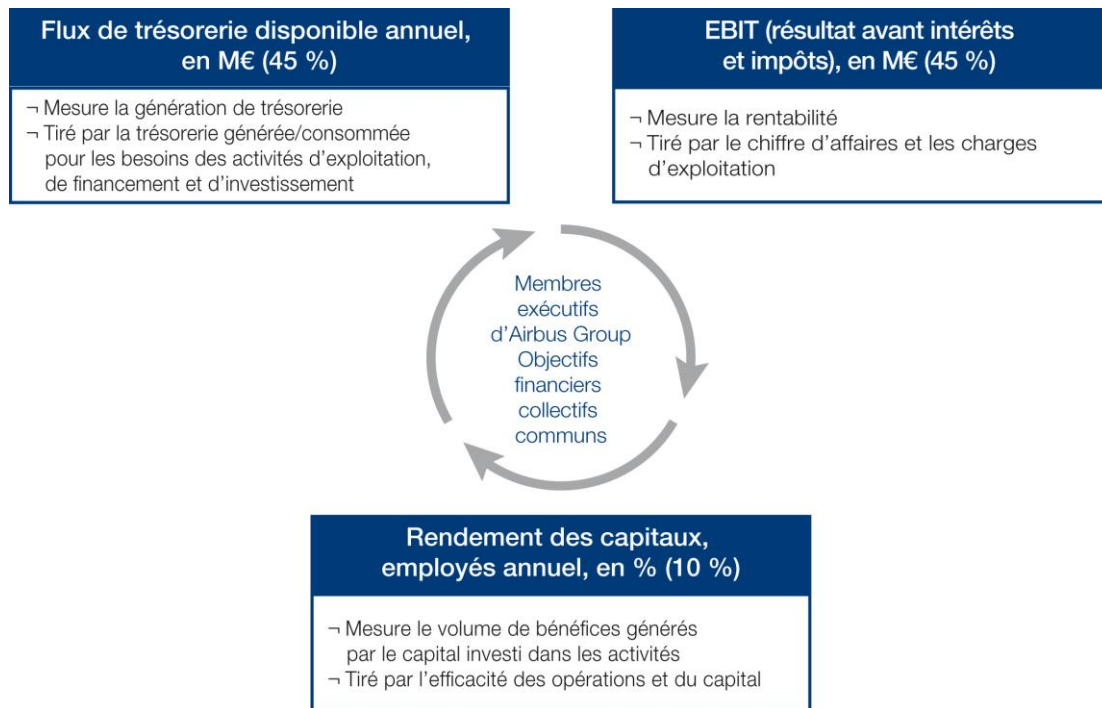 Flux de trésorerie disponible annuel,
en M€ (45 %)
¬ Mesure la génération de trésorerie
¬ Tiré par la trésorerie générée/consommée
pour les besoins des activités d’exploitation,
de financement et d’investissement
EBIT (résultat avant intérêts
et impôts), en M€ (45 %)
¬ Mesure la rentabilité
¬ Tiré par le chiffre d’affaires et les charges
d’exploitation
Membres
exécutifs
d’Airbus Group
Objectifs
financiers
collectifs
communs
Rendement des capitaux,
employés annuel, en % (10 %)
¬ Mesure le volume de bénéfices générés
par le capital investi dans les activités
¬ Tiré par l’efficacité des opérations et du capital